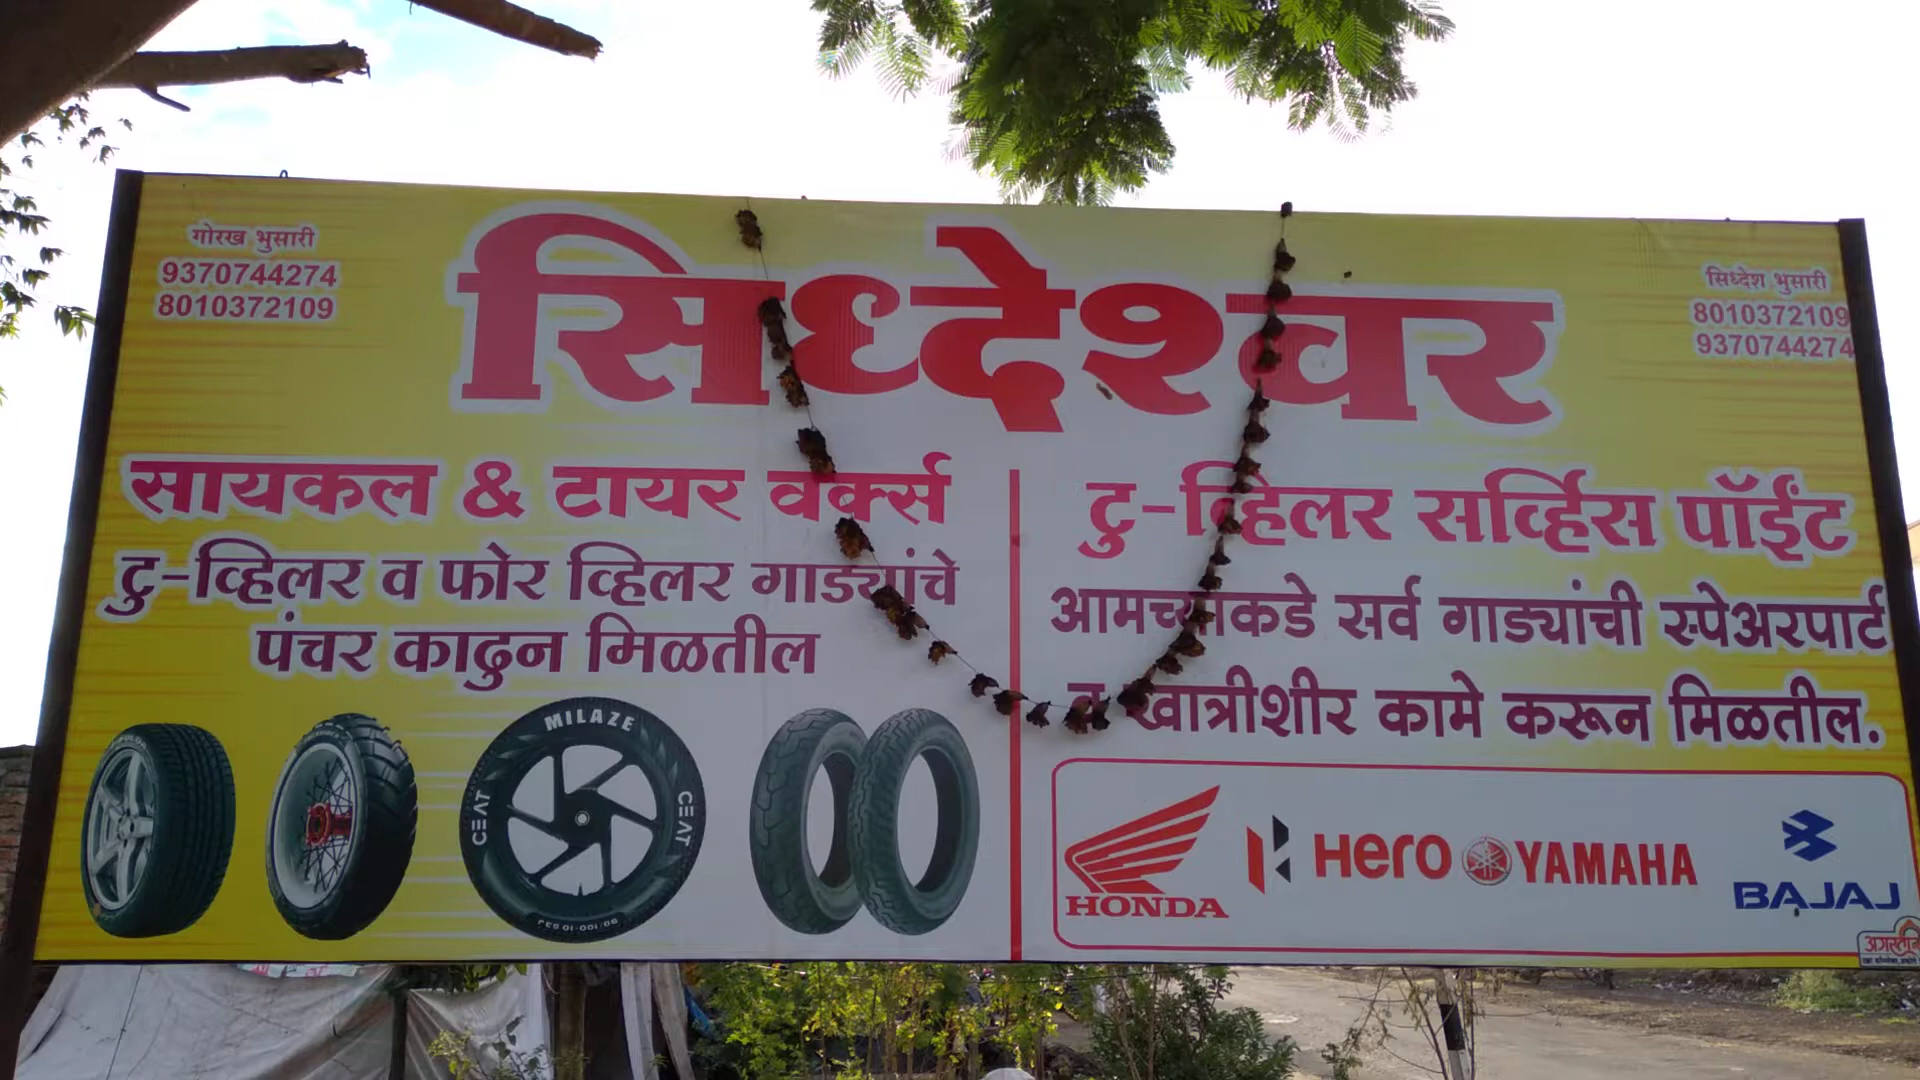 गोरख भुसारी
9370744274
8010372109
सिध्देश्वर
सिध्देश भुसारी
8010372109
9370744274
सायकल & टायर वर्क्स
टु-व्हिलर व फोर व्हिलर गाड्यांचे
पंचर काढुन मिळतील
टु-व्हिलर सर्व्हिस पॉईंट
आमच्याकडे सर्व गाड्यांची स्पेअरपार्ट
व खात्रीशीर कामे करून मिळतील.
MILAZE
CEAT
CEAT
HONDA
Hero
YAMAHA
BAJAJ